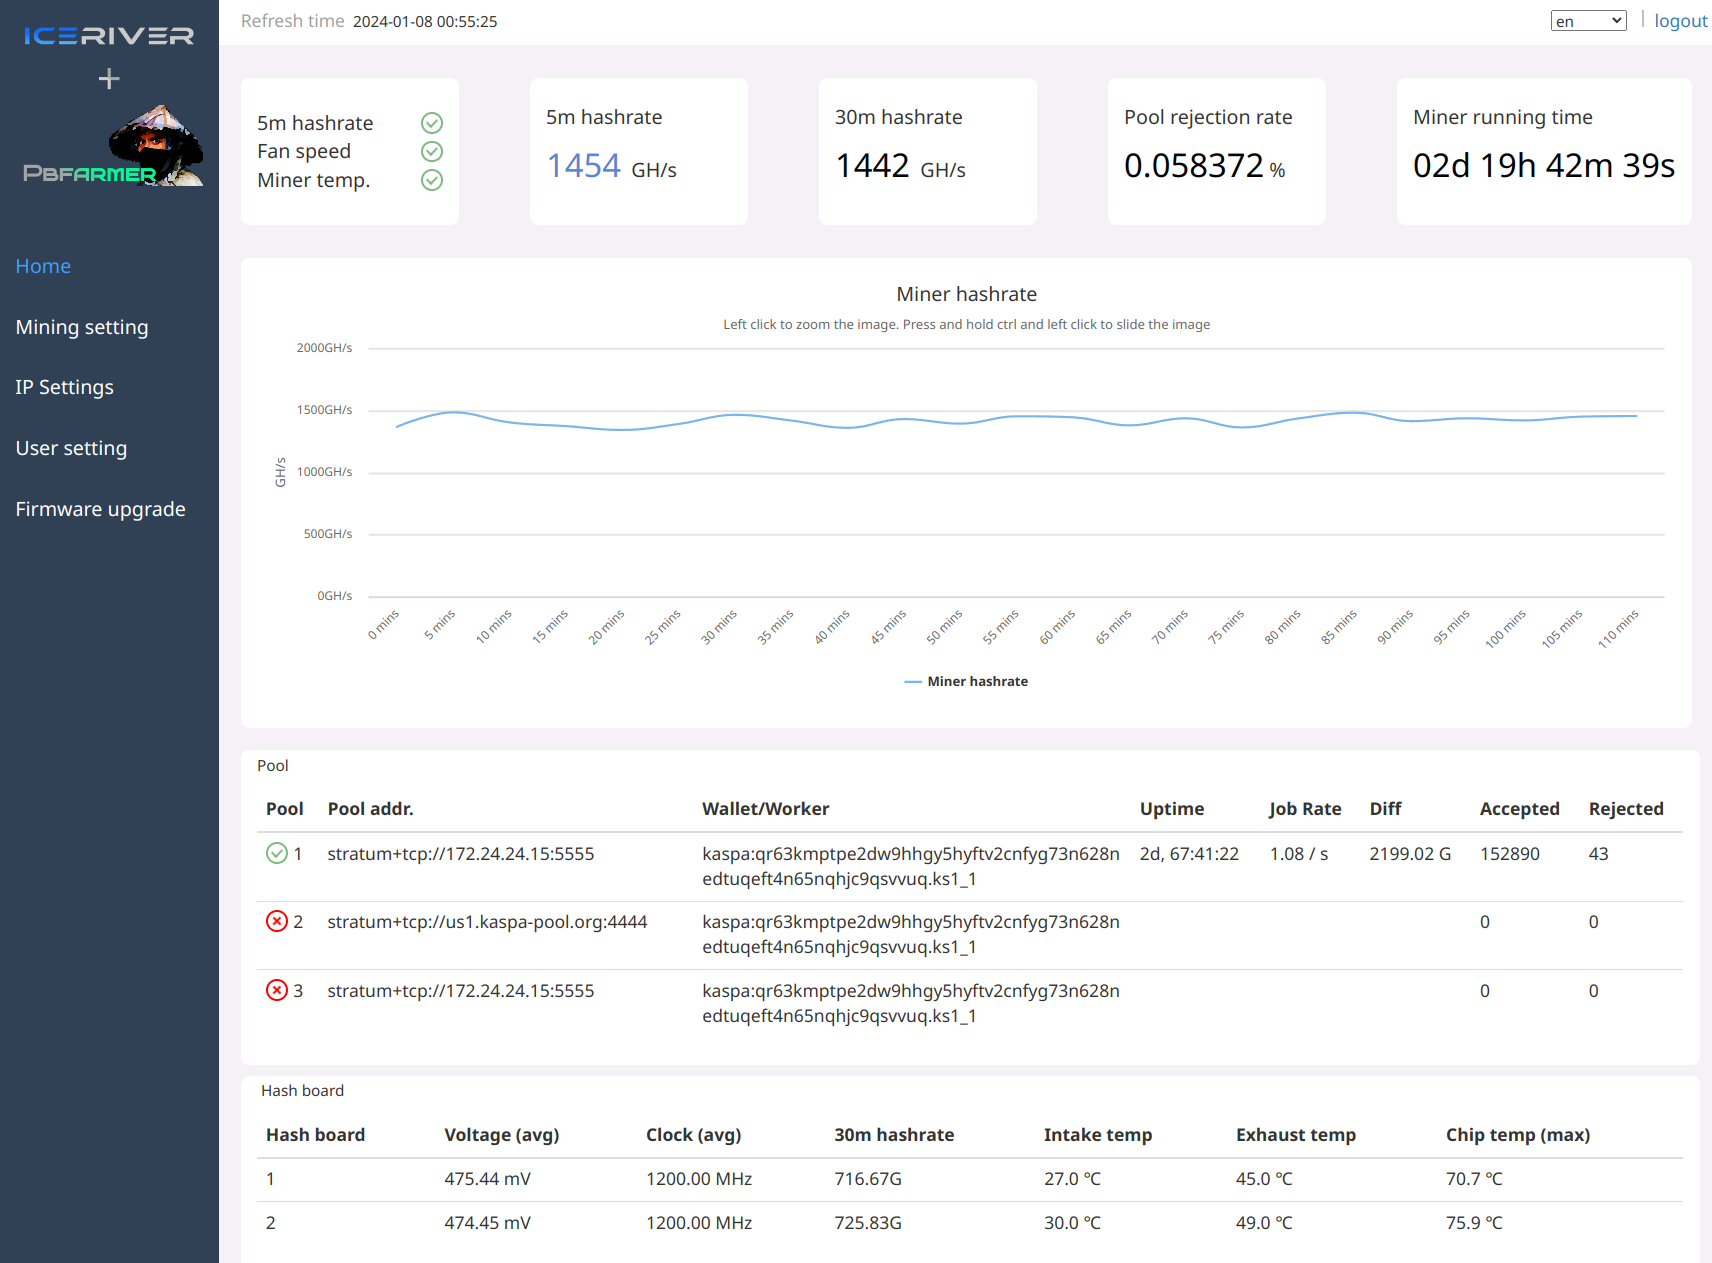 ICERIVER
+
PBFARMER
Home
Mining setting
IP Settings
User setting
Firmware upgrade
Refresh time 2024-01-08 00:55:25
en
logout
5m hashrate
Fan speed
Miner temp.
5m hashrate
1454 GH/s
30m hashrate
1442 GH/s
Pool rejection rate
0.058372 %
Miner running time
02d 19h 42m 39s
Miner hashrate
Left click to zoom the image. Press and hold ctrl and left click to slide the image
2000GH/s
1500GH/s
1000GH/s
500GH/s
0GH/s
GH/s
0 mins 5 mins 10 mins 15 mins 20 mins 25 mins 30 mins 35 mins 40 mins 45 mins 50 mins 55 mins 60 mins 65 mins 70 mins 75 mins 80 mins 85 mins 90 mins 95 mins 100 mins 105 mins 110 mins
Miner hashrate
Pool
Pool Pool addr. Wallet/Worker Uptime Job Rate Diff Accepted Rejected
1 stratum+tcp://172.24.24.15:5555 kaspa:qr63kmptpe2dw9hhgy5hyftv2cnfyg73n628n 2d, 67:41:22 1.08 / s 2199.02 G 152890 43
edtuqeft4n65nqhjc9qsvvuq.ks1_1
2 stratum+tcp://us1.kaspa-pool.org:4444 kaspa:qr63kmptpe2dw9hhgy5hyftv2cnfyg73n628n 0 0
edtuqeft4n65nqhjc9qsvvuq.ks1_1
3 stratum+tcp://172.24.24.15:5555 kaspa:qr63kmptpe2dw9hhgy5hyftv2cnfyg73n628n 0 0
edtuqeft4n65nqhjc9qsvvuq.ks1_1
Hash board
Hash board Voltage (avg) Clock (avg) 30m hashrate Intake temp Exhaust temp Chip temp (max)
1 475.44 mV 1200.00 MHz 716.67G 27.0 ℃ 45.0 ℃ 70.7 ℃
2 474.45 mV 1200.00 MHz 725.83G 30.0 ℃ 49.0 ℃ 75.9 ℃